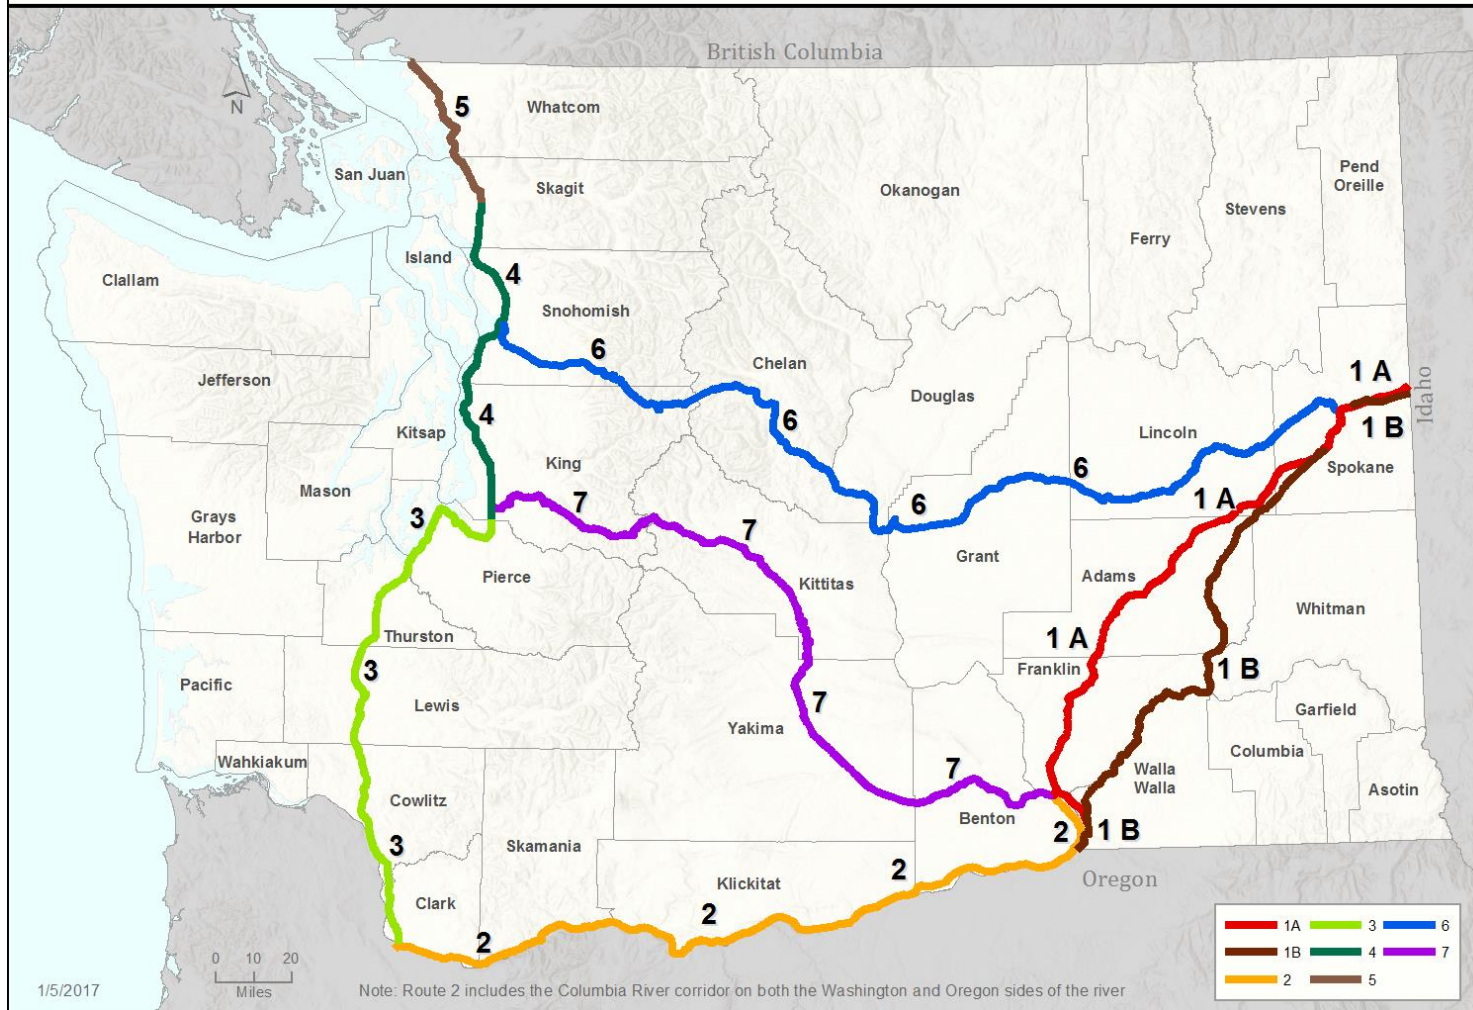 British Columbia
N
5
Whatcom
San Juan
Skagit
Okanogan
Pend
Oreille
Stevens
Ferry
Island
Clallam
4
Snohomish
6
Chelan
Jefferson
Douglas
1 A
Idaho
6
4
Kitsap
Lincoln
1 B
King
6
Spokane
Mason
7
1 A
3
6
Grays
Harbor
7
Grant
Pierce
Kittitas
Adams
Whitman
Thurston
1 A
3
Franklin
1 B
Pacific
7
Lewis
Yakima
Garfield
Columbia
Wahkiakum
7
Walla
Walla
Asotin
Cowlitz
Benton
2
1 B
3
Skamania
2
Oregon
Klickitat
Clark
2
2
1A
3
6
1B
4
7
2
5
0 10 20
Miles
1/5/2017
Note: Route 2 includes the Columbia River corridor on both the Washington and Oregon sides of the river